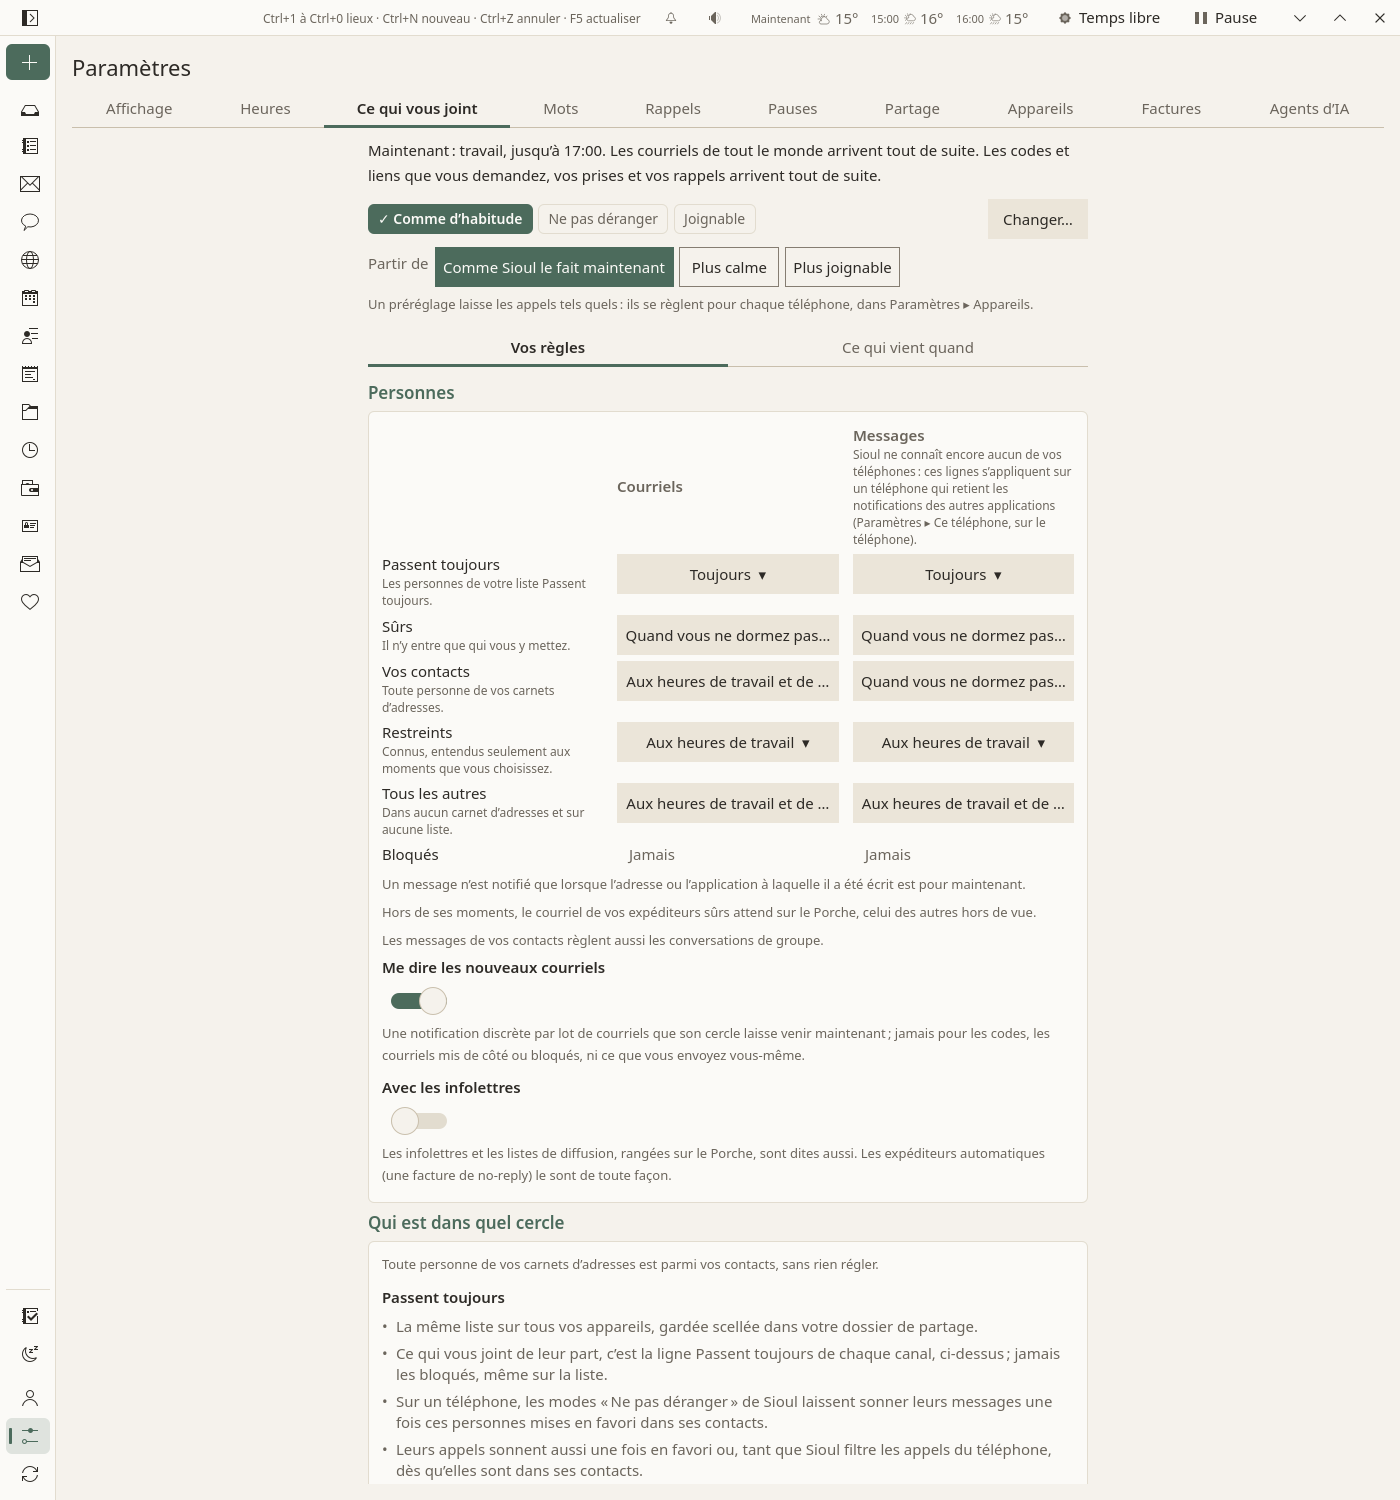 Ctrl+1 à Ctrl+0 lieux · Ctrl+N nouveau · Ctrl+Z annuler · F5 actualiser
Maintenant 15° 15:00 16° 16:00 15°
Temps libre
Pause
Paramètres
Affichage
Heures
Ce qui vous joint
Mots
Rappels
Pauses
Partage
Appareils
Factures
Agents d’IA
Maintenant : travail, jusqu’à 17:00. Les courriels de tout le monde arrivent tout de suite. Les codes et
liens que vous demandez, vos prises et vos rappels arrivent tout de suite.
✓ Comme d’habitude
Ne pas déranger
Joignable
Changer…
Partir de
Comme Sioul le fait maintenant
Plus calme
Plus joignable
Un préréglage laisse les appels tels quels : ils se règlent pour chaque téléphone, dans Paramètres ▸ Appareils.
Vos règles
Ce qui vient quand
Personnes
Courriels
Messages
Sioul ne connaît encore aucun de vos
téléphones : ces lignes s’appliquent sur
un téléphone qui retient les
notifications des autres applications
(Paramètres ▸ Ce téléphone, sur le
téléphone).
Passent toujours
Les personnes de votre liste Passent
toujours.
Toujours ▾
Toujours ▾
Sûrs
Il n’y entre que qui vous y mettez.
Quand vous ne dormez pas…
Quand vous ne dormez pas…
Vos contacts
Toute personne de vos carnets
d’adresses.
Aux heures de travail et de …
Quand vous ne dormez pas…
Restreints
Connus, entendus seulement aux
moments que vous choisissez.
Aux heures de travail ▾
Aux heures de travail ▾
Tous les autres
Dans aucun carnet d’adresses et sur
aucune liste.
Aux heures de travail et de …
Aux heures de travail et de …
Bloqués
Jamais
Jamais
Un message n’est notifié que lorsque l’adresse ou l’application à laquelle il a été écrit est pour maintenant.
Hors de ses moments, le courriel de vos expéditeurs sûrs attend sur le Porche, celui des autres hors de vue.
Les messages de vos contacts règlent aussi les conversations de groupe.
Me dire les nouveaux courriels
Une notification discrète par lot de courriels que son cercle laisse venir maintenant ; jamais pour les codes, les
courriels mis de côté ou bloqués, ni ce que vous envoyez vous-même.
Avec les infolettres
Les infolettres et les listes de diffusion, rangées sur le Porche, sont dites aussi. Les expéditeurs automatiques
(une facture de no-reply) le sont de toute façon.
Qui est dans quel cercle
Toute personne de vos carnets d’adresses est parmi vos contacts, sans rien régler.
Passent toujours
• La même liste sur tous vos appareils, gardée scellée dans votre dossier de partage.
• Ce qui vous joint de leur part, c’est la ligne Passent toujours de chaque canal, ci-dessus ; jamais
les bloqués, même sur la liste.
• Sur un téléphone, les modes « Ne pas déranger » de Sioul laissent sonner leurs messages une
fois ces personnes mises en favori dans ses contacts.
• Leurs appels sonnent aussi une fois en favori ou, tant que Sioul filtre les appels du téléphone,
dès qu’elles sont dans ses contacts.